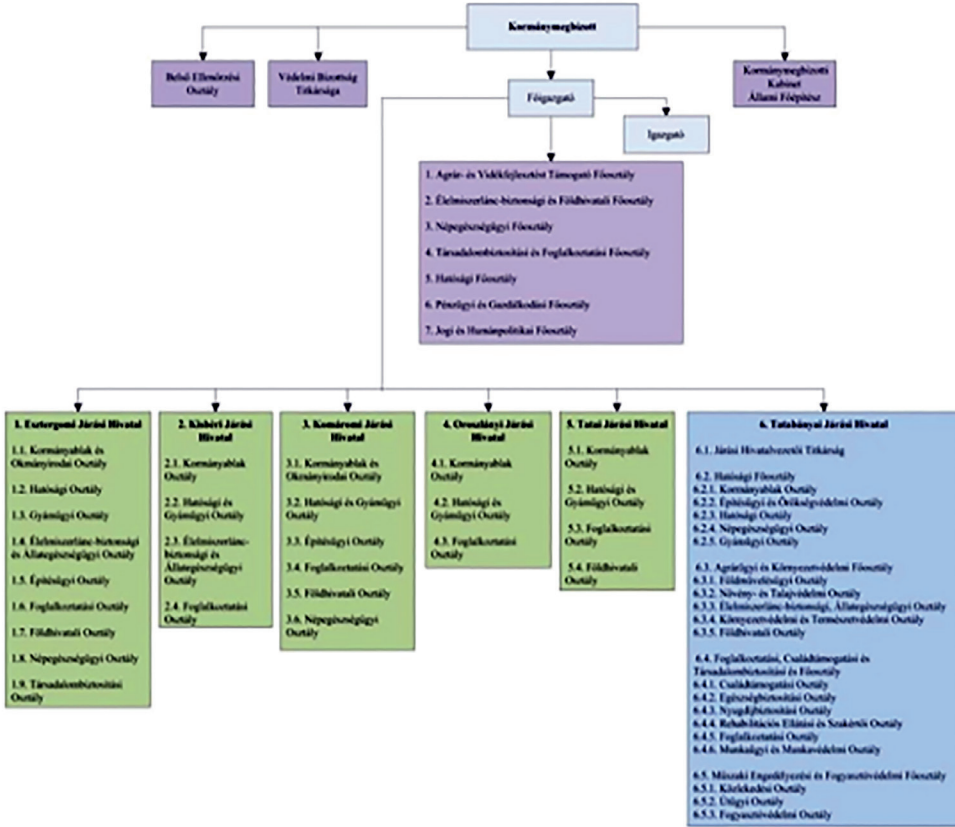 Kormánymegbízott
Belső Ellenőrzési
Osztály
Védelmi Bizottság
Titkársága
Kormánymegbízotti
Kabinet
Állami Főépítész
Főigazgató
Igazgató
1. Agrár- és Vidékfejlesztést Támogató Főosztály
2. Élelmiszerlánc-biztonsági és Földhivatali Főosztály
3. Népegészségügyi Főosztály
4. Társadalombiztosítási és Foglalkoztatási Főosztály
5. Hatósági Főosztály
6. Pénzügyi és Gazdálkodási Főosztály
7. Jogi és Humánpolitikai Főosztály
1. Esztergomi Járási Hivatal
1.1. Kormányablak és
Okmányirodai Osztály
1.2. Hatósági Osztály
1.3. Gyámügyi Osztály
1.4. Élelmiszerlánc-biztonsági
és Állategészségügyi Osztály
1.5. Építésügyi Osztály
1.6. Foglalkoztatási Osztály
1.7. Földhivatali Osztály
1.8. Népegészségügyi Osztály
1.9. Társadalombiztosítási
Osztály
2. Kisbéri Járási
Hivatal
2.1. Kormányablak
Osztály
2.2. Hatósági és
Gyámügyi Osztály
2.3. Élelmiszerlánc-
biztonsági és
Állategészségügyi
Osztály
2.4. Foglalkoztatási
Osztály
3. Komáromi Járási
Hivatal
3.1. Kormányablak és
Okmányirodai Osztály
3.2. Hatósági és Gyámügyi
Osztály
3.3. Építésügyi Osztály
3.4. Foglalkoztatási Osztály
3.5. Földhivatali Osztály
3.6. Népegészségügyi
Osztály
4. Oroszlányi Járási
Hivatal
4.1. Kormányablak
Osztály
4.2. Hatósági és
Gyámügyi Osztály
4.3. Foglalkoztatási
Osztály
5. Tatai Járási
Hivatal
5.1. Kormányablak
Osztály
5.2. Hatósági és
Gyámügyi Osztály
5.3. Foglalkoztatási
Osztály
5.4. Földhivatali
Osztály
6. Tatabányai Járási Hivatal
6.1. Járási Hivatalvezetői Titkárság
6.2. Hatósági Főosztály
6.2.1. Kormányablak Osztály
6.2.2. Építésügyi és Örökségvédelmi Osztály
6.2.3. Hatósági Osztály
6.2.4. Népegészségügyi Osztály
6.2.5. Gyámügyi Osztály
6.3. Agrárügyi és Környezetvédelmi Főosztály
6.3.1. Földművelésügyi Osztály
6.3.2. Növény- és Talajvédelmi Osztály
6.3.3. Élelmiszerlánc-biztonsági, Állategészségügyi Osztály
6.3.4. Környezetvédelmi és Természetvédelmi Osztály
6.3.5. Földhivatali Osztály
6.4. Foglalkoztatási, Családtámogatási és
Társadalombiztosítási és Főosztály
6.4.1. Családtámogatási Osztály
6.4.2. Egészségbiztosítási Osztály
6.4.3. Nyugdíjbiztosítási Osztály
6.4.4. Rehabilitációs Ellátási és Szakértői Osztály
6.4.5. Foglalkoztatási Osztály
6.4.6. Munkaügyi és Munkavédelmi Osztály
6.5. Műszaki Engedélyezési és Fogyasztóvédelmi Főosztály
6.5.1. Közlekedési Osztály
6.5.2. Útügyi Osztály
6.5.3. Fogyasztóvédelmi Osztály